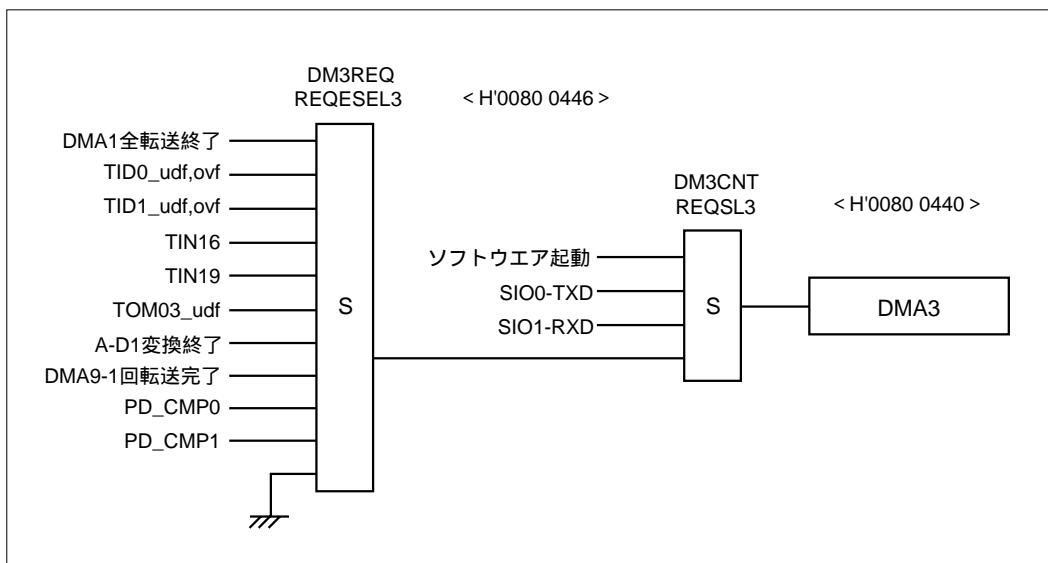 DM3REQ
REQESEL3
< H'0080 0446 >
DMA1全転送終了
TID0_udf,ovf
TID1_udf,ovf
TIN16
TIN19
TOM03_udf
A-D1変換終了
DMA9-1回転送完了
PD_CMP0
PD_CMP1
S
DM3CNT
REQSL3
< H'0080 0440 >
ソフトウエア起動
SIO0-TXD
SIO1-RXD
S
DMA3